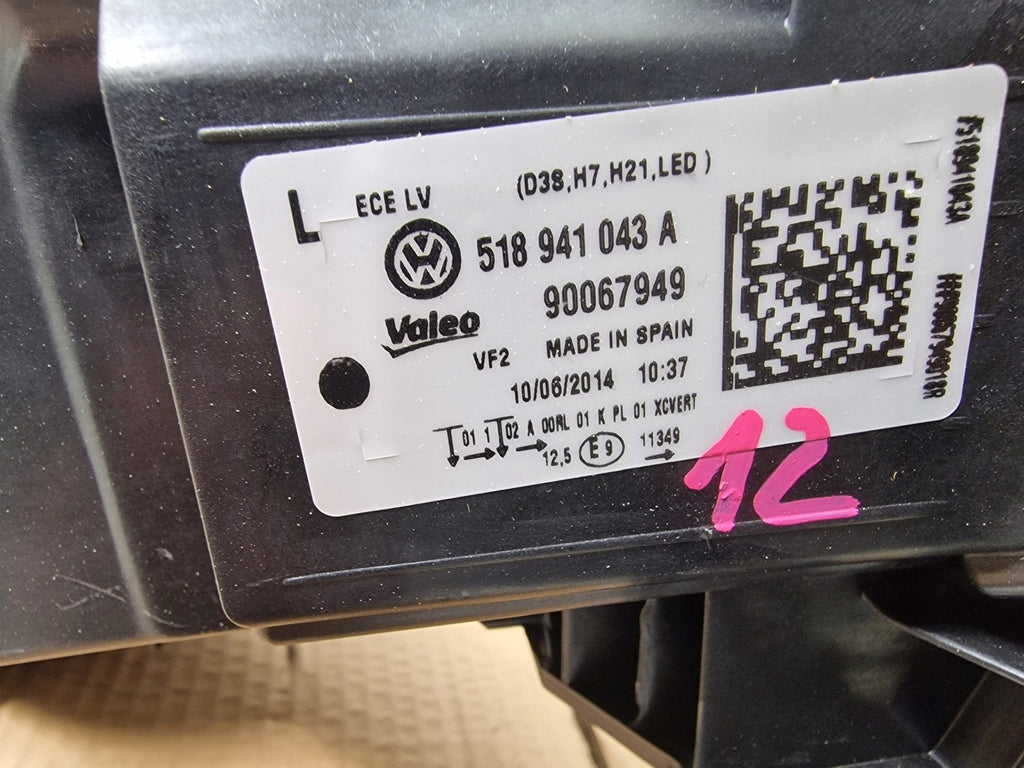 L
ECE LV
(D3S,H7,H21,LED )
518 941 043 A
90067949
Valeo
VF2
MADE IN SPAIN
10/06/2014 10:37
01 1 02 A 00RL 01 K PL 01 XCVERT
12,5 E9 11349
12